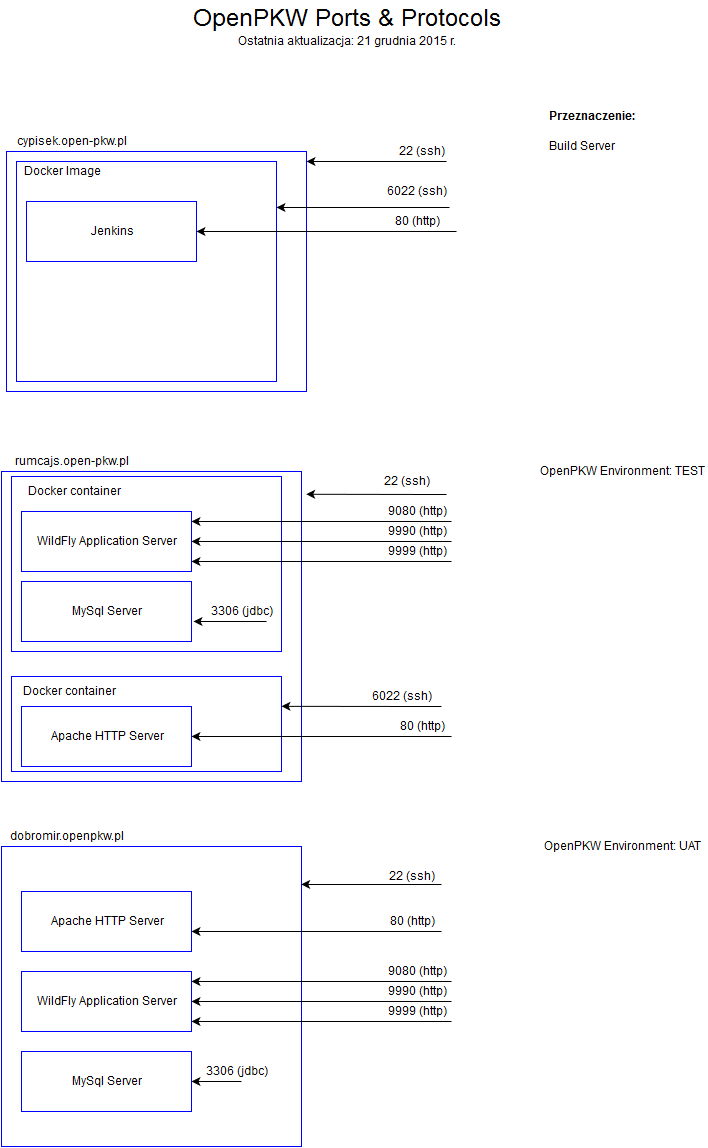 OpenPKW Ports & Protocols
Ostatnia aktualizacja: 21 grudnia 2015 r.
Przeznaczenie:
cypisek.open-pkw.pl
Build Server
22 (ssh)
Docker Image
6022 (ssh)
80 (http)
Jenkins
rumcajs.open-pkw.pl
OpenPKW Environment: TEST
22 (ssh)
Docker container
9080 (http)
9990 (http)
9999 (http)
WildFly Application Server
MySql Server
3306 (jdbc)
Docker container
6022 (ssh)
80 (http)
Apache HTTP Server
dobromir.openpkw.pl
OpenPKW Environment: UAT
22 (ssh)
Apache HTTP Server
80 (http)
9080 (http)
9990 (http)
9999 (http)
WildFly Application Server
3306 (jdbc)
MySql Server